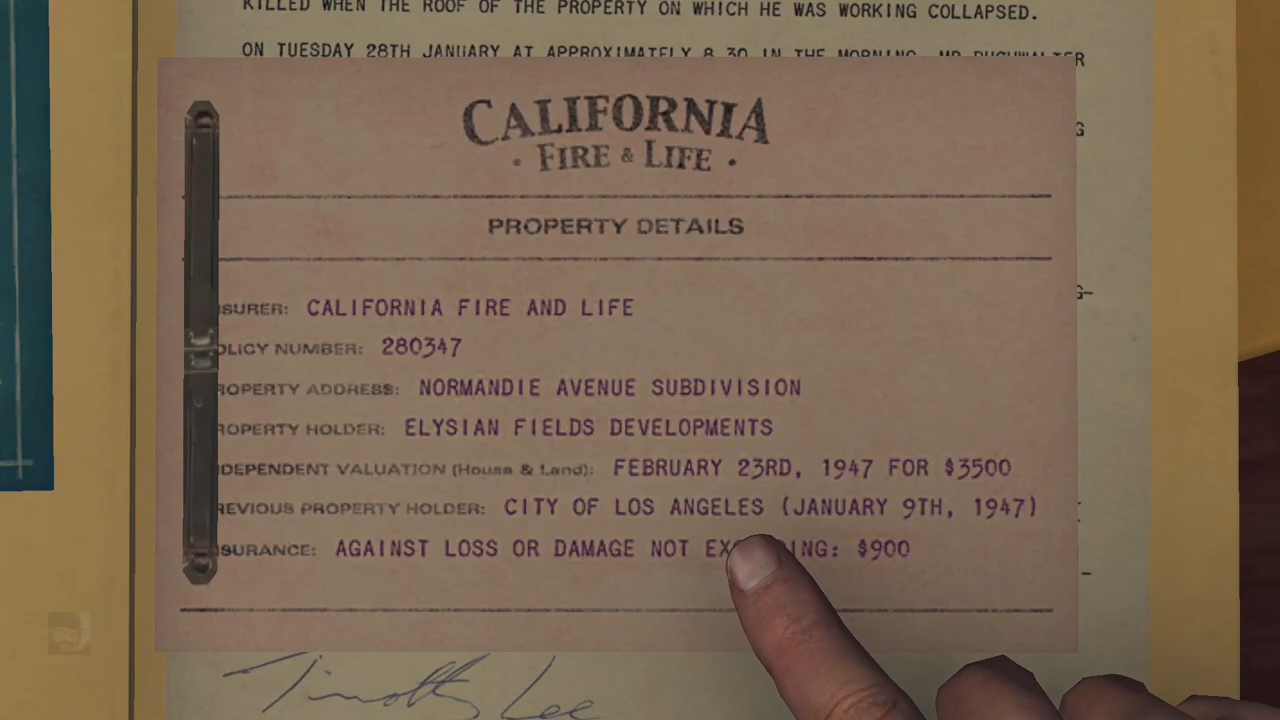 KILLED WHEN THE ROOF OF THE PROPERTY ON WHICH HE WAS WORKING COLLAPSED.
ON TUESDAY 28TH JANUARY AT APPROXIMATELY 8.30 IN THE MORNING, MR
CALIFORNIA
· FIRE & LIFE ·
PROPERTY DETAILS
SURER: CALIFORNIA FIRE AND LIFE
OLICY NUMBER: 280347
ROPERTY ADDRESS: NORMANDIE AVENUE SUBDIVISION
ROPERTY HOLDER: ELYSIAN FIELDS DEVELOPMENTS
DEPENDENT VALUATION (House & Land): FEBRUARY 23RD, 1947 FOR $3500
REVIOUS PROPERTY HOLDER: CITY OF LOS ANGELES (JANUARY 9TH, 1947)
SURANCE: AGAINST LOSS OR DAMAGE NOT EX ING: $900
Timothy Lee